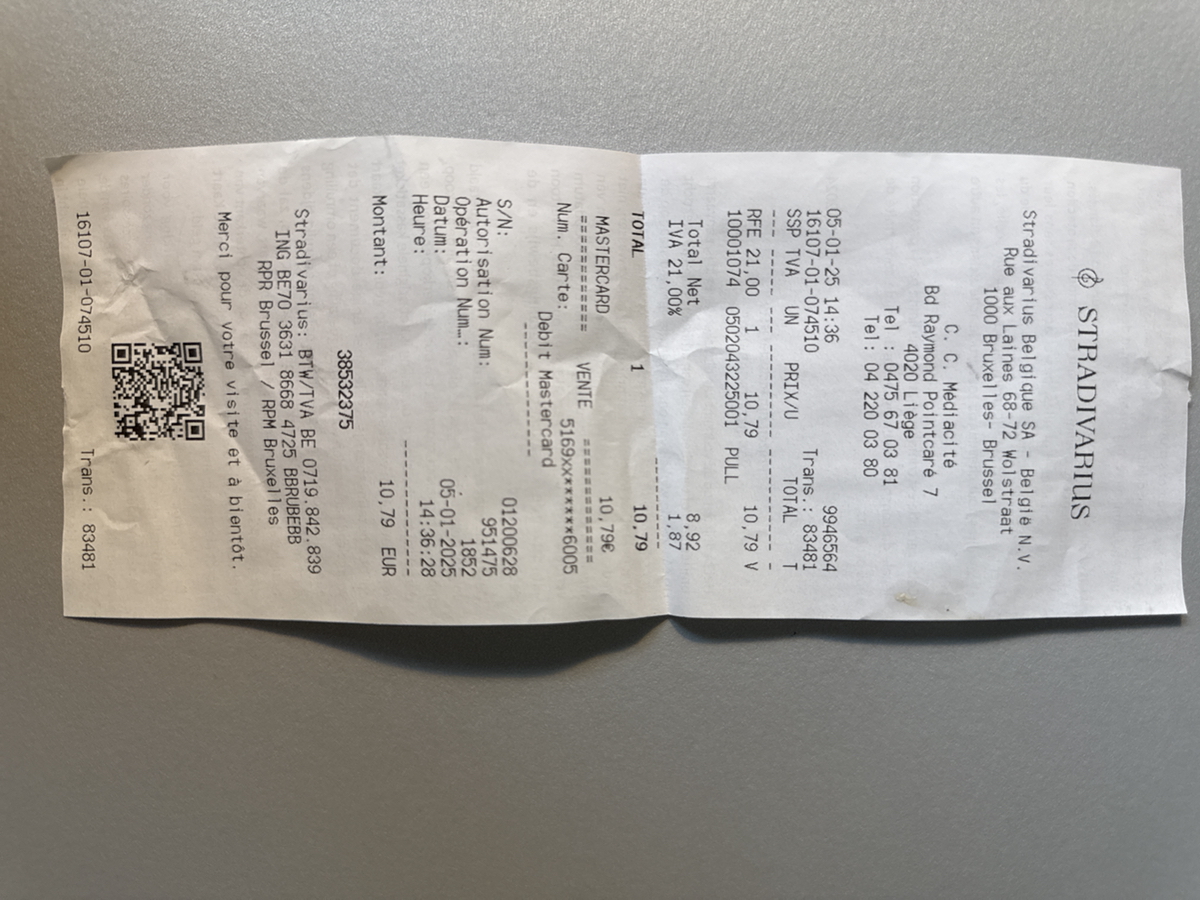 STRADIVARIUS
Stradivarius Belgique SA - België N.V.
Rue aux Laines 68-72 Wolstraat
1000 Bruxelles- Brussel
C. C. Médiacité
Bd Raymond Pointcaré 7
4020 Liège
Tel : 0475 67 03 81
Tel: 04 220 03 80
05-01-25 14:36 9946564
16107-01-074510 Trans.: 83481
SSP TVA UN PRIX/U TOTAL T
--- ----- --- -------- --------- -
RFE 21,00 1 10,79 10,79 V
10001074 0502043225001 PULL
Total Net 8,92
IVA 21,00% 1,87
----------
TOTAL 1 10,79
MASTERCARD 10,79€
============ VENTE ============
Num. Carte: 5169xx******6005
Debit Mastercard
----------------
S/N: 01200628
Autorisation Num: 951475
Opération Num.: 1852
Datum: 05-01-2025
Heure: 14:36:28
----------------
Montant: 10,79 EUR
38532375
Stradivarius: BTW/TVA BE 0719.842.839
ING BE70 3631 8668 4725 BBRUBEBB
RPR Brussel / RPM Bruxelles
Merci pour votre visite et à bientôt.
16107-01-074510 Trans.: 83481